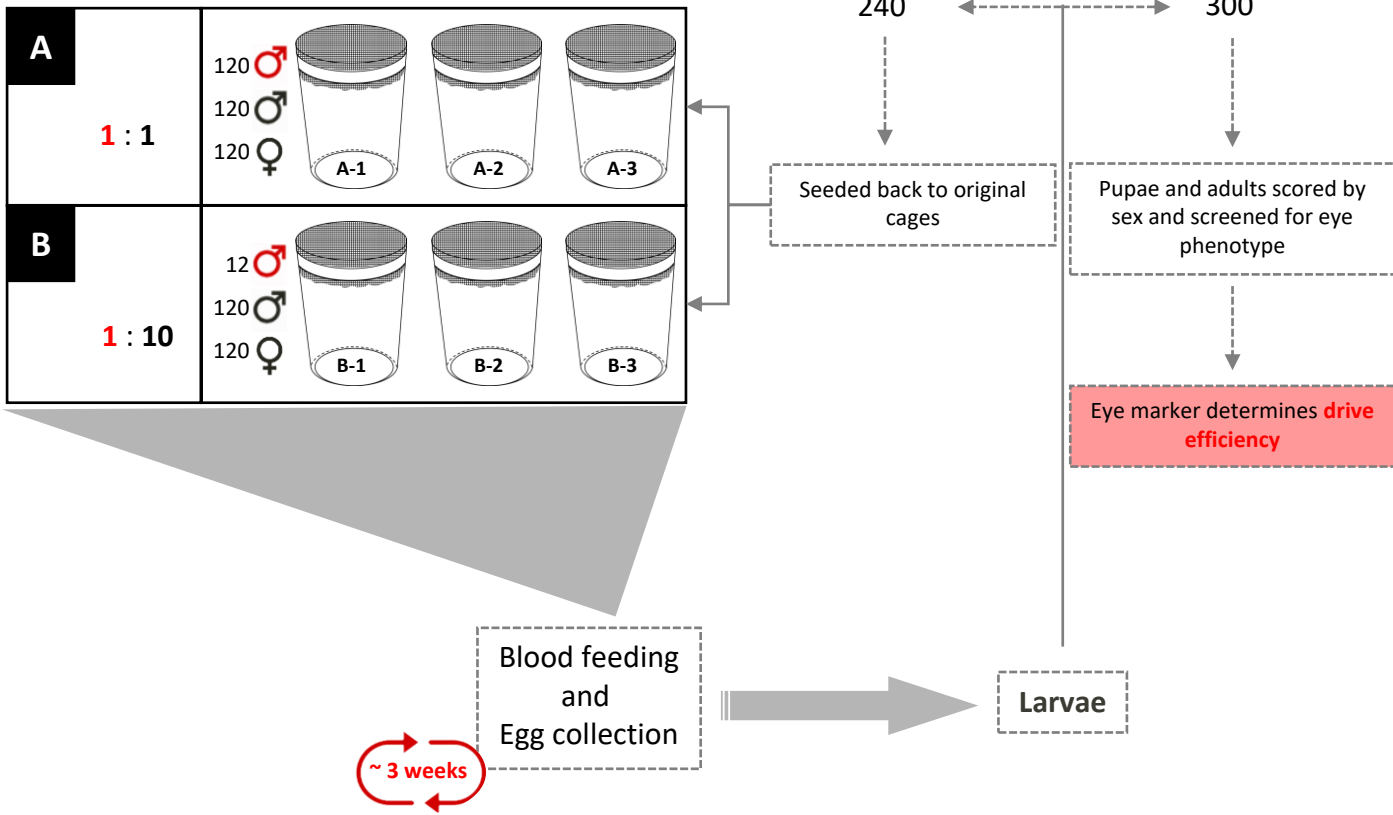 A
1 : 1
120
120
120
A-1
A-2
A-3
B
1 : 10
12
120
120
B-1
B-2
B-3
240
300
Seeded back to original
cages
Pupae and adults scored by
sex and screened for eye
phenotype
Eye marker determines drive
efficiency
Blood feeding
and
Egg collection
~ 3 weeks
Larvae